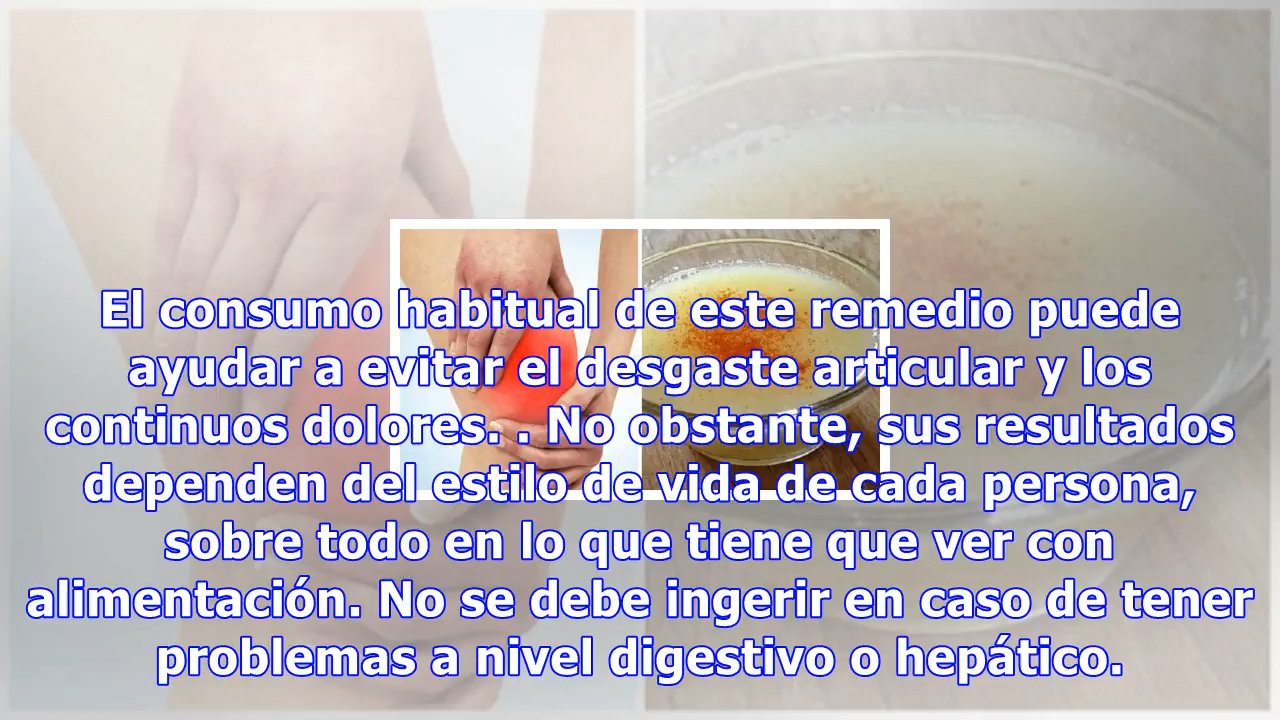 El consumo habitual de este remedio puede
ayudar a evitar el desgaste articular y los
continuos dolores. . No obstante, sus resultados
dependen del estilo de vida de cada persona,
sobre todo en lo que tiene que ver con
alimentación. No se debe ingerir en caso de tener
problemas a nivel digestivo o hepático.